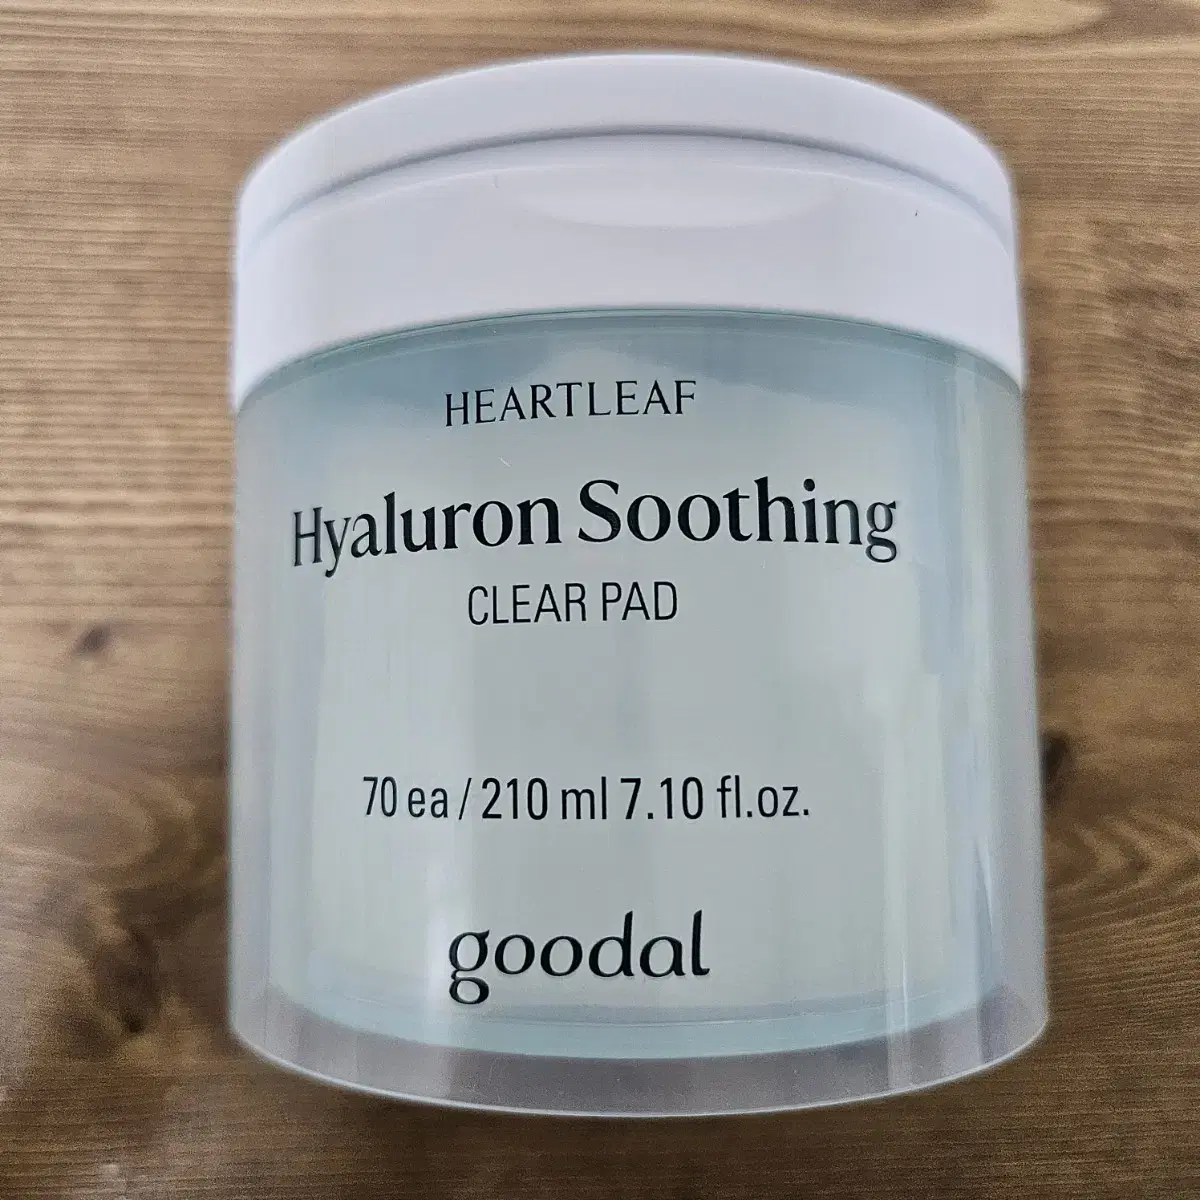 HEARTLEAF
Hyaluron Soothing
CLEAR PAD
70 ea / 210 ml 7.10 fl.oz.
goodal